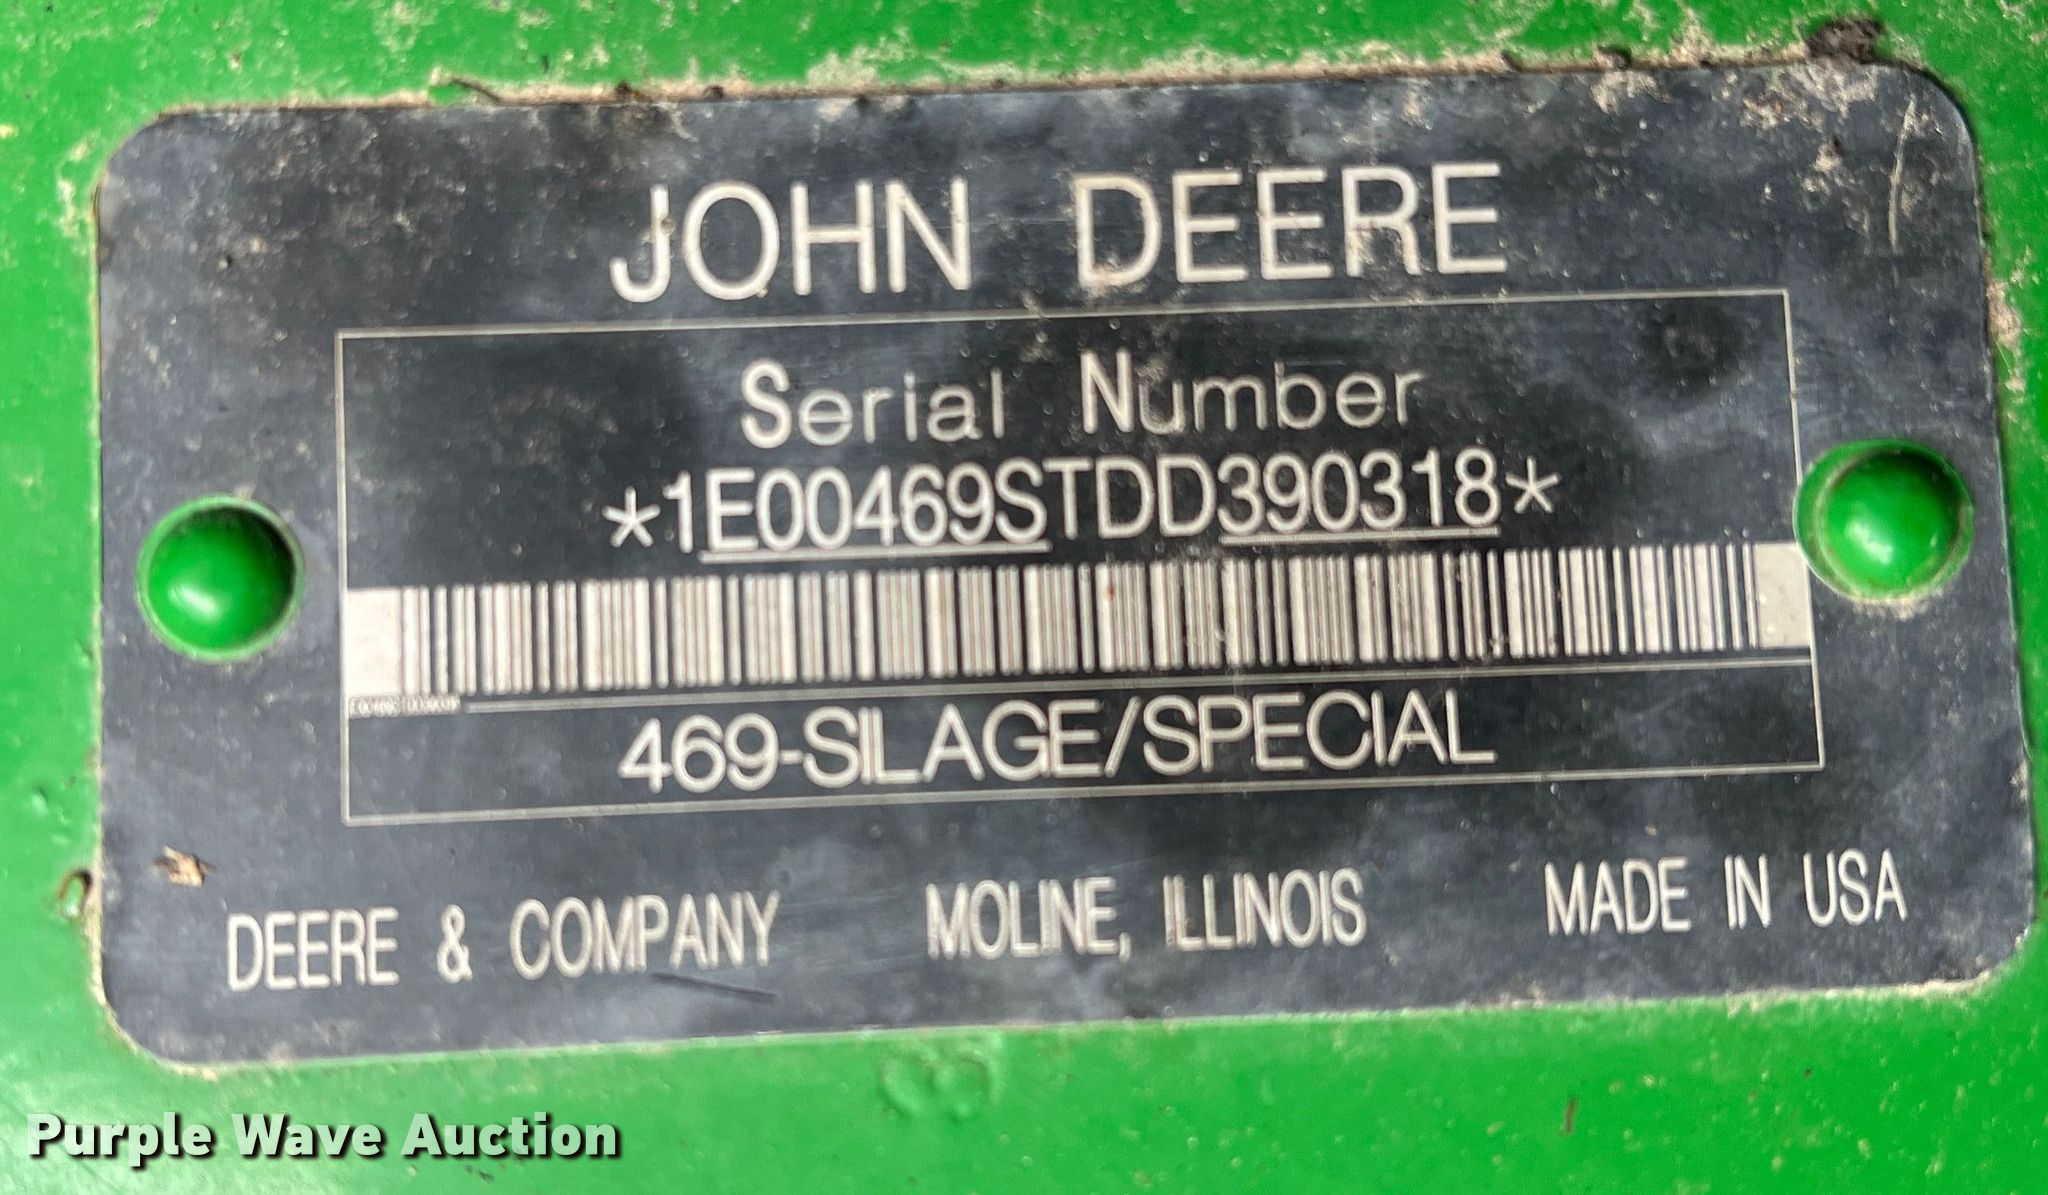 JOHN DEERE
Serial Number
*1E00469STDD390318*
469-SILAGE/SPECIAL
DEERE & COMPANY MOLINE, ILLINOIS MADE IN USA
Purple Wave Auction